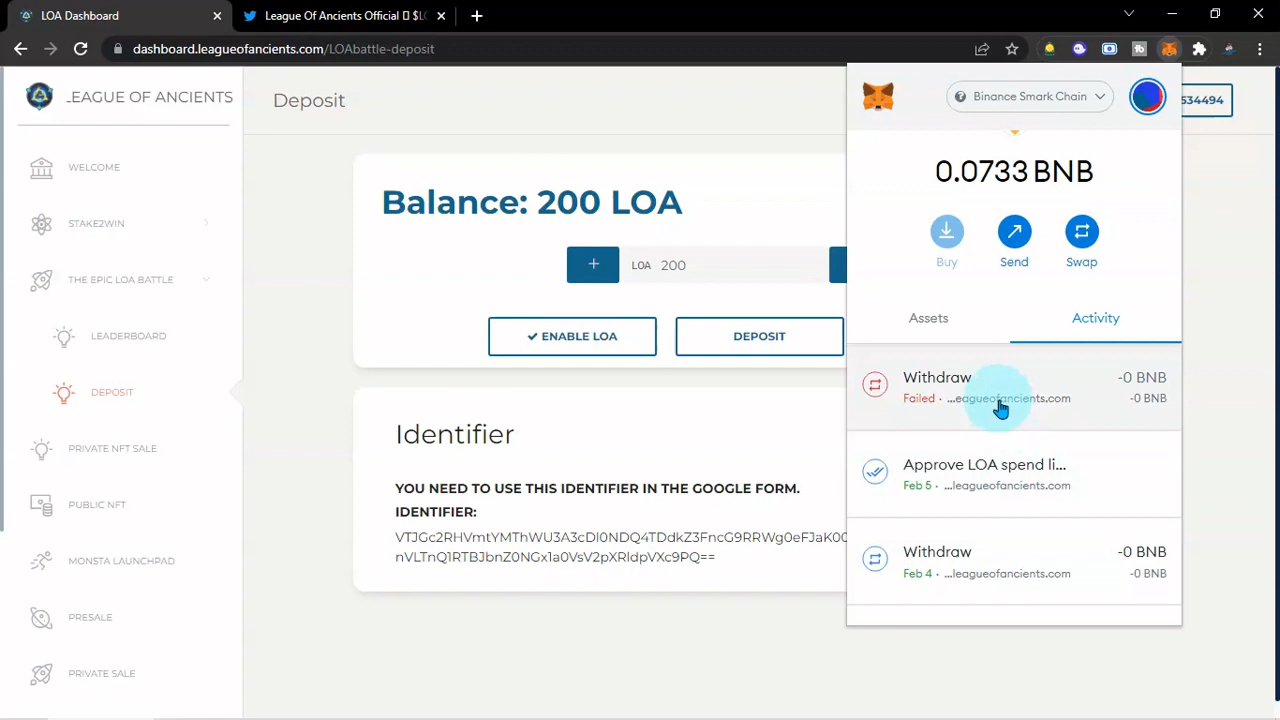 LOA Dashboard
League Of Ancients Official
dashboard.leagueofancients.com/LOAbattle-deposit
LEAGUE OF ANCIENTS
WELCOME
STAKE2WIN
THE EPIC LOA BATTLE
LEADERBOARD
DEPOSIT
PRIVATE NFT SALE
PUBLIC NFT
MONSTA LAUNCHPAD
PRESALE
PRIVATE SALE
Deposit
534494
Balance: 200 LOA
+ LOA 200
ENABLE LOA DEPOSIT
Identifier
YOU NEED TO USE THIS IDENTIFIER IN THE GOOGLE FORM.
IDENTIFIER:
nVLTnQ1RTBJbnZ0NGx1a0VsV2pXRldpVXc9PQ==
Binance Smark Chain
0.0733 BNB
Buy Send Swap
Assets Activity
Withdraw -0 BNB
Failed · ...eagueofancients.com -0 BNB
Approve LOA spend li...
Feb 5 · ...leagueofancients.com
Withdraw -0 BNB
Feb 4 · ...leagueofancients.com -0 BNB